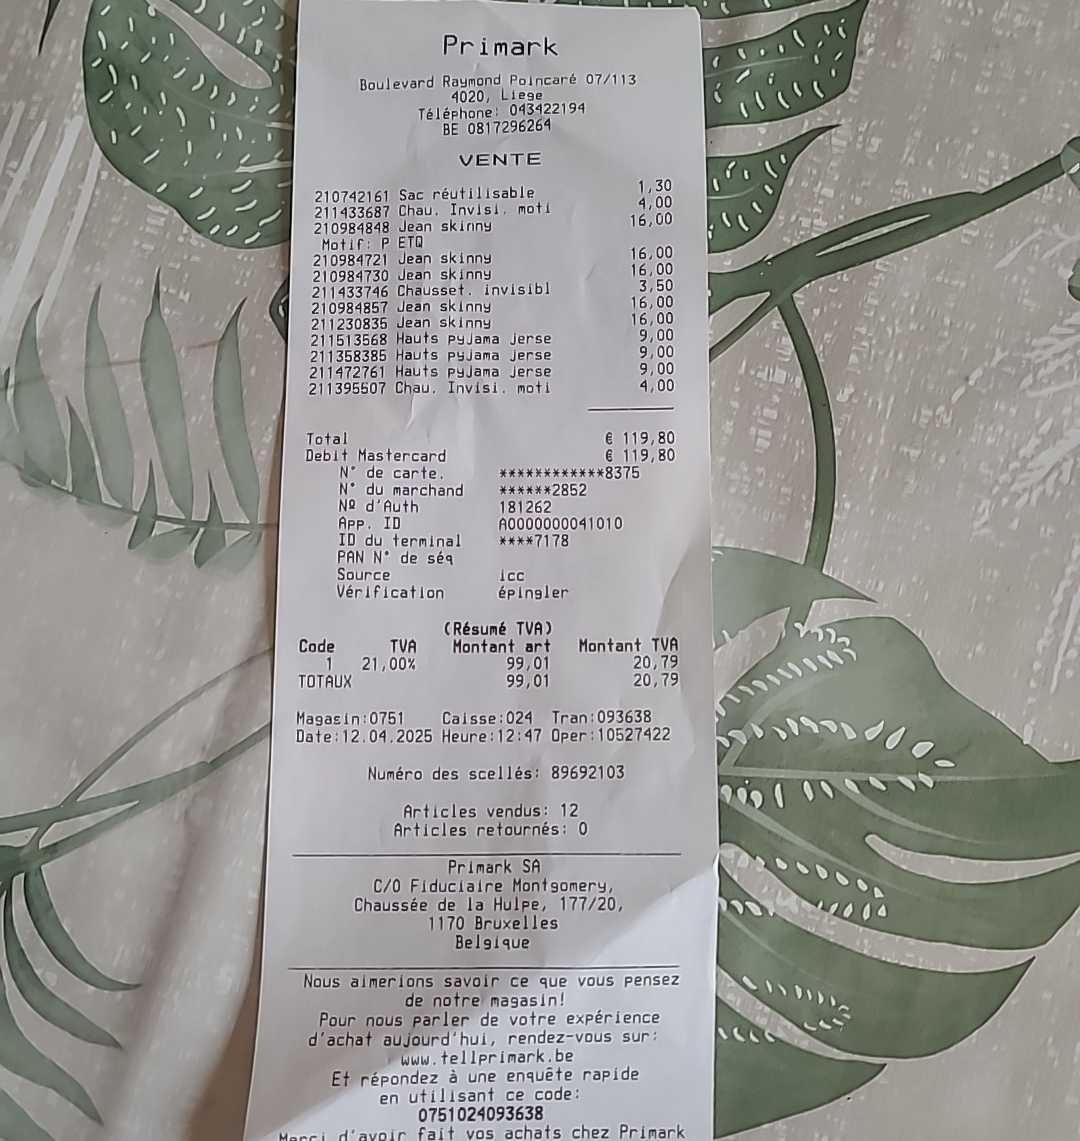 Primark
Boulevard Raymond Poincaré 07/113
4020, Liege
Téléphone: 043422194
BE 0817296264
VENTE
210742161 Sac réutilisable 1,30
211433687 Chau. Invisi. moti 4,00
210984848 Jean skinny 16,00
Motif: P ETQ
210984721 Jean skinny 16,00
210984730 Jean skinny 16,00
211433746 Chausset. invisibl 3,50
210984857 Jean skinny 16,00
211230835 Jean skinny 16,00
211513568 Hauts pyjama jerse 9,00
211358385 Hauts pyjama jerse 9,00
211472761 Hauts pyjama jerse 9,00
211395507 Chau. Invisi. moti 4,00
Total € 119,80
Debit Mastercard € 119,80
N° de carte. ************8375
N° du marchand ******2852
Nº d'Auth 181262
App. ID A0000000041010
ID du terminal ****7178
PAN N° de séq
Source icc
Vérification épingler
(Résumé TVA)
Code TVA Montant art Montant TVA
1 21,00% 99,01 20,79
TOTAUX 99,01 20,79
Magasin:0751 Caisse:024 Tran:093638
Date:12.04.2025 Heure:12:47 Oper:10527422
Numéro des scellés: 89692103
Articles vendus: 12
Articles retournés: 0
Primark SA
C/O Fiduciaire Montgomery,
Chaussée de la Hulpe, 177/20,
1170 Bruxelles
Belgique
Nous aimerions savoir ce que vous pensez
de notre magasin!
Pour nous parler de votre expérience
d'achat aujourd'hui, rendez-vous sur:
www.tellprimark.be
Et répondez à une enquête rapide
en utilisant ce code:
0751024093638
Merci d'avoir fait vos achats chez Primark